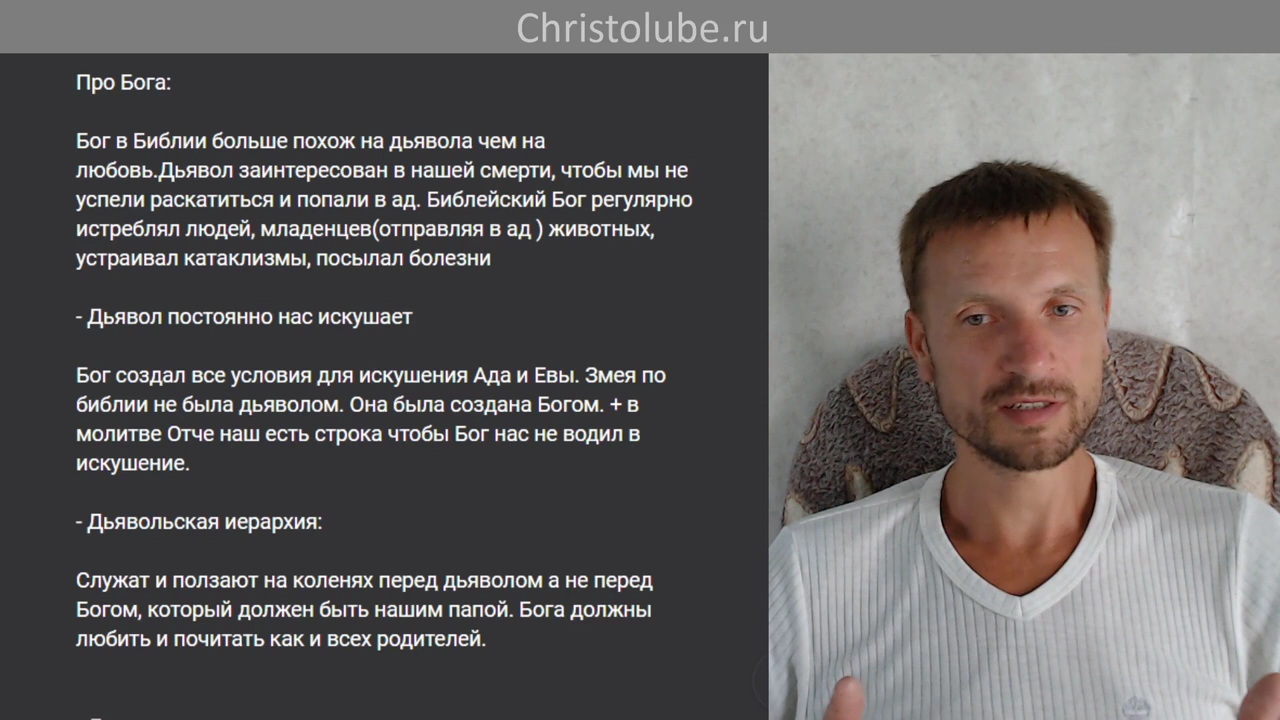 Christolube.ru
Про Бога:
Бог в Библии больше похож на дьявола чем на
любовь.Дьявол заинтересован в нашей смерти, чтобы мы не
успели раскатиться и попали в ад. Библейский Бог регулярно
истреблял людей, младенцев(отправляя в ад ) животных,
устраивал катаклизмы, посылал болезни
- Дьявол постоянно нас искушает
Бог создал все условия для искушения Ада и Евы. Змея по
библии не была дьяволом. Она была создана Богом. + в
молитве Отче наш есть строка чтобы Бог нас не водил в
искушение.
- Дьявольская иерархия:
Служат и ползают на коленях перед дьяволом а не перед
Богом, который должен быть нашим папой. Бога должны
любить и почитать как и всех родителей.